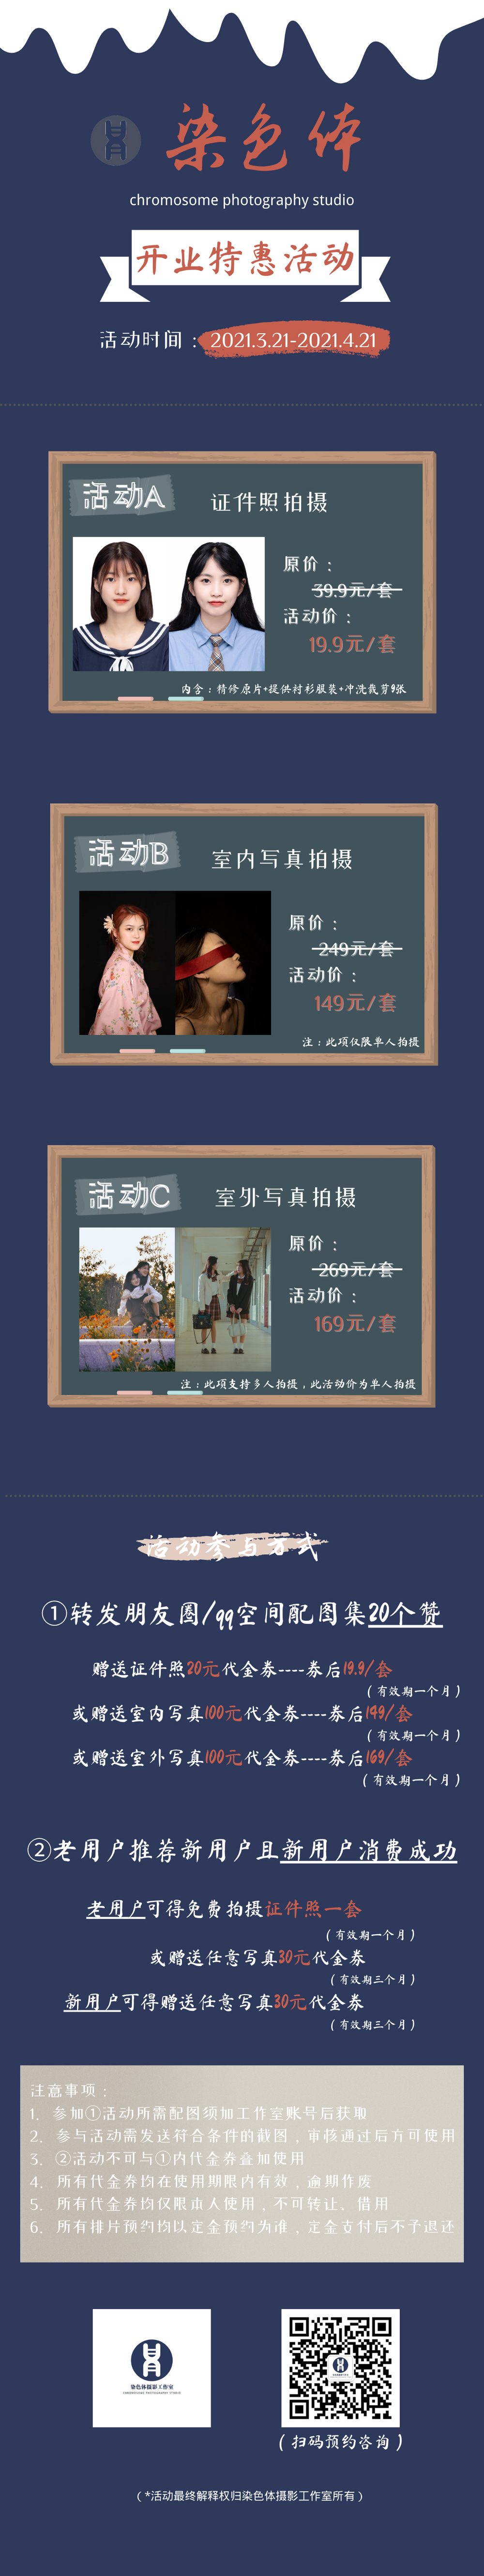 染色体
chromosome photography studio
开业特惠活动
活动时间：2021.3.21-2021.4.21
活动A
证件照拍摄
原价：
39.9元/套
活动价：
19.9元/套
内含：精修原片+提供衬衫服装+冲洗裁剪9张
活动B
室内写真拍摄
原价：
249元/套
活动价：
149元/套
注：此项仅限单人拍摄
活动C
室外写真拍摄
原价：
269元/套
活动价：
169元/套
注：此项支持多人拍摄，此活动价为单人拍摄
活动参与方式
①转发朋友圈/qq空间配图集20个赞
赠送证件照20元代金券----券后19.9/套
（有效期一个月）
或赠送室内写真100元代金券----券后149/套
（有效期一个月）
或赠送室外写真100元代金券----券后169/套
（有效期一个月）
②老用户推荐新用户且新用户消费成功
老用户可得免费拍摄证件照一套
（有效期一个月）
或赠送任意写真30元代金券
（有效期三个月）
新用户可得赠送任意写真30元代金券
（有效期三个月）
注意事项：
1. 参加①活动所需配图须加工作室账号后获取
2. 参与活动需发送符合条件的截图，审核通过后方可使用
3. ②活动不可与①内代金券叠加使用
4. 所有代金券均在使用期限内有效，逾期作废
5. 所有代金券均仅限本人使用，不可转让、借用
6. 所有排片预约均以定金预约为准，定金支付后不予退还
染色体摄影工作室
CHROMOSOME PHOTOGRAPHY STUDIO
（扫码预约咨询）
（*活动最终解释权归染色体摄影工作室所有）